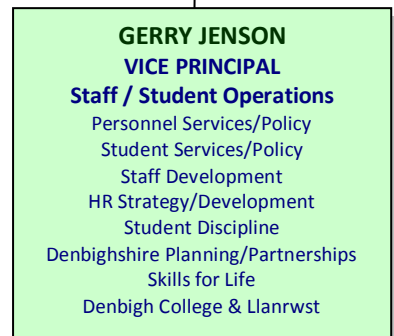 GERRY JENSON
VICE PRINCIPAL
Staff / Student Operations
Personnel Services/Policy
Student Services/Policy
Staff Development
HR Strategy/Development
Student Discipline
Denbighshire Planning/Partnerships
Skills for Life
Denbigh College & Llanrwst